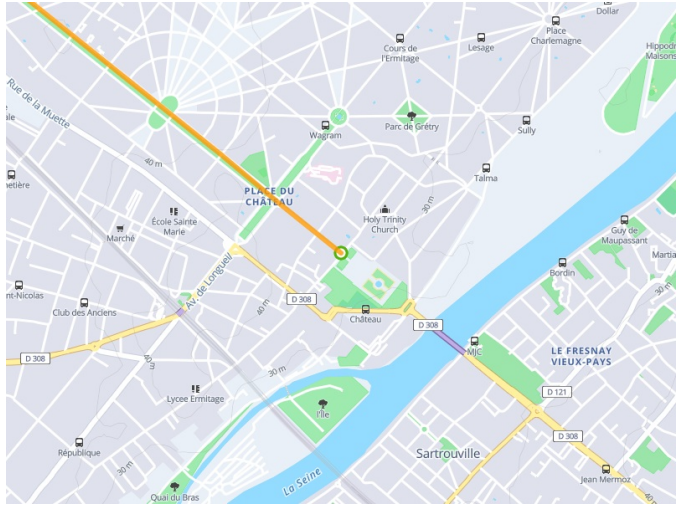 Dollar
Place
Charlemagne
Cours de
l'Ermitage
Lesage
Hippodr
Maisons
Rue de la Muette
ale
Wagram
Parc de Grétry
Sully
40 m
Talma
netière
PLACE DU
CHÂTEAU
École Sainte
Marie
Holy Trinity
Church
30 m
Guy de
Maupassant
Marché
Martia
Av. de Longueil
Bordin
nt-Nicolas
30 m
D 308
Club des Anciens
40 m
Château
D 308
D 308
MJC
LE FRESNAY
VIEUX-PAYS
40 m
30 m
Lycee Ermitage
D 121
l'Île
D 308
République
Sartrouville
30 m
La Seine
Jean Mermoz
Quai du Bras